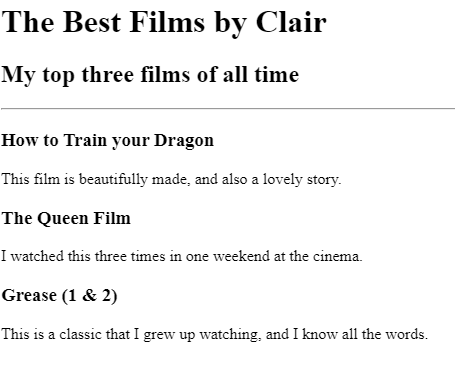 The Best Films by Clair
My top three films of all time
How to Train your Dragon
This film is beautifully made, and also a lovely story.
The Queen Film
I watched this three times in one weekend at the cinema.
Grease (1 & 2)
This is a classic that I grew up watching, and I know all the words.